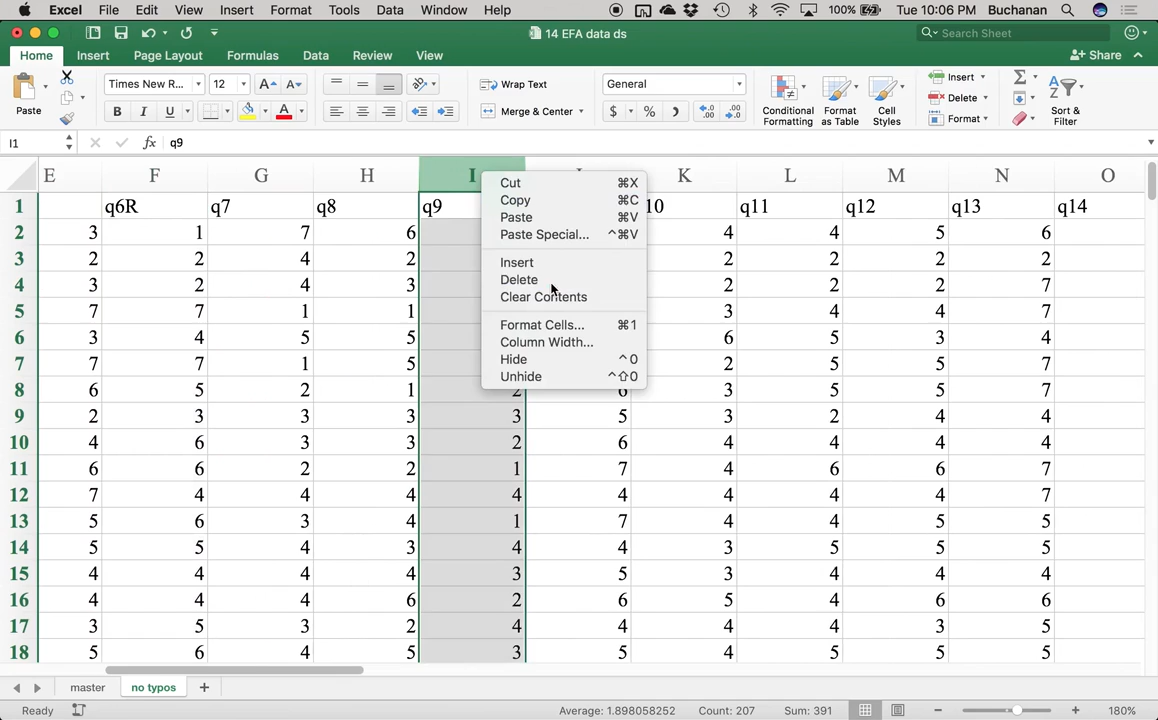 Excel File Edit View Insert Format Tools Data Window Help 100% Tue 10:06 PM Buchanan
14 EFA data ds Search Sheet
Home Insert Page Layout Formulas Data Review View Share
Paste Times New R... 12 A A Wrap Text General Conditional Formatting Format as Table Cell Styles Insert Delete Format Sort & Filter
B I U A Merge & Center $ %
I1 fx q9
E F G H I K L M N O
1 q6R q7 q8 q9 10 q11 q12 q13 q14
2 3 1 7 6 4 4 5 6
3 2 2 4 2 2 2 2 2
4 3 2 4 3 2 2 2 7
5 7 7 1 1 3 4 4 7
6 3 4 5 5 6 5 3 4
7 7 7 1 5 2 5 5 7
8 6 5 2 1 2 6 3 5 5 7
9 2 3 3 3 3 5 3 2 4 4
10 4 6 3 3 2 6 4 4 4 4
11 6 6 2 2 1 7 4 6 6 7
12 7 4 4 4 4 4 4 4 4 7
13 5 6 3 4 1 7 4 4 5 5
14 5 5 4 3 4 4 3 5 5 5
15 4 4 4 4 3 5 3 4 4 4
16 4 4 4 6 2 6 5 4 6 6
17 3 5 3 2 4 4 4 4 3 5
18 5 6 4 5 3 5 4 5 5 5
Cut ⌘X
Copy ⌘C
Paste ⌘V
Paste Special... ^⌘V
Insert
Delete
Clear Contents
Format Cells... ⌘1
Column Width...
Hide ^0
Unhide ^⇧0
master no typos
Ready Average: 1.898058252 Count: 207 Sum: 391 180%